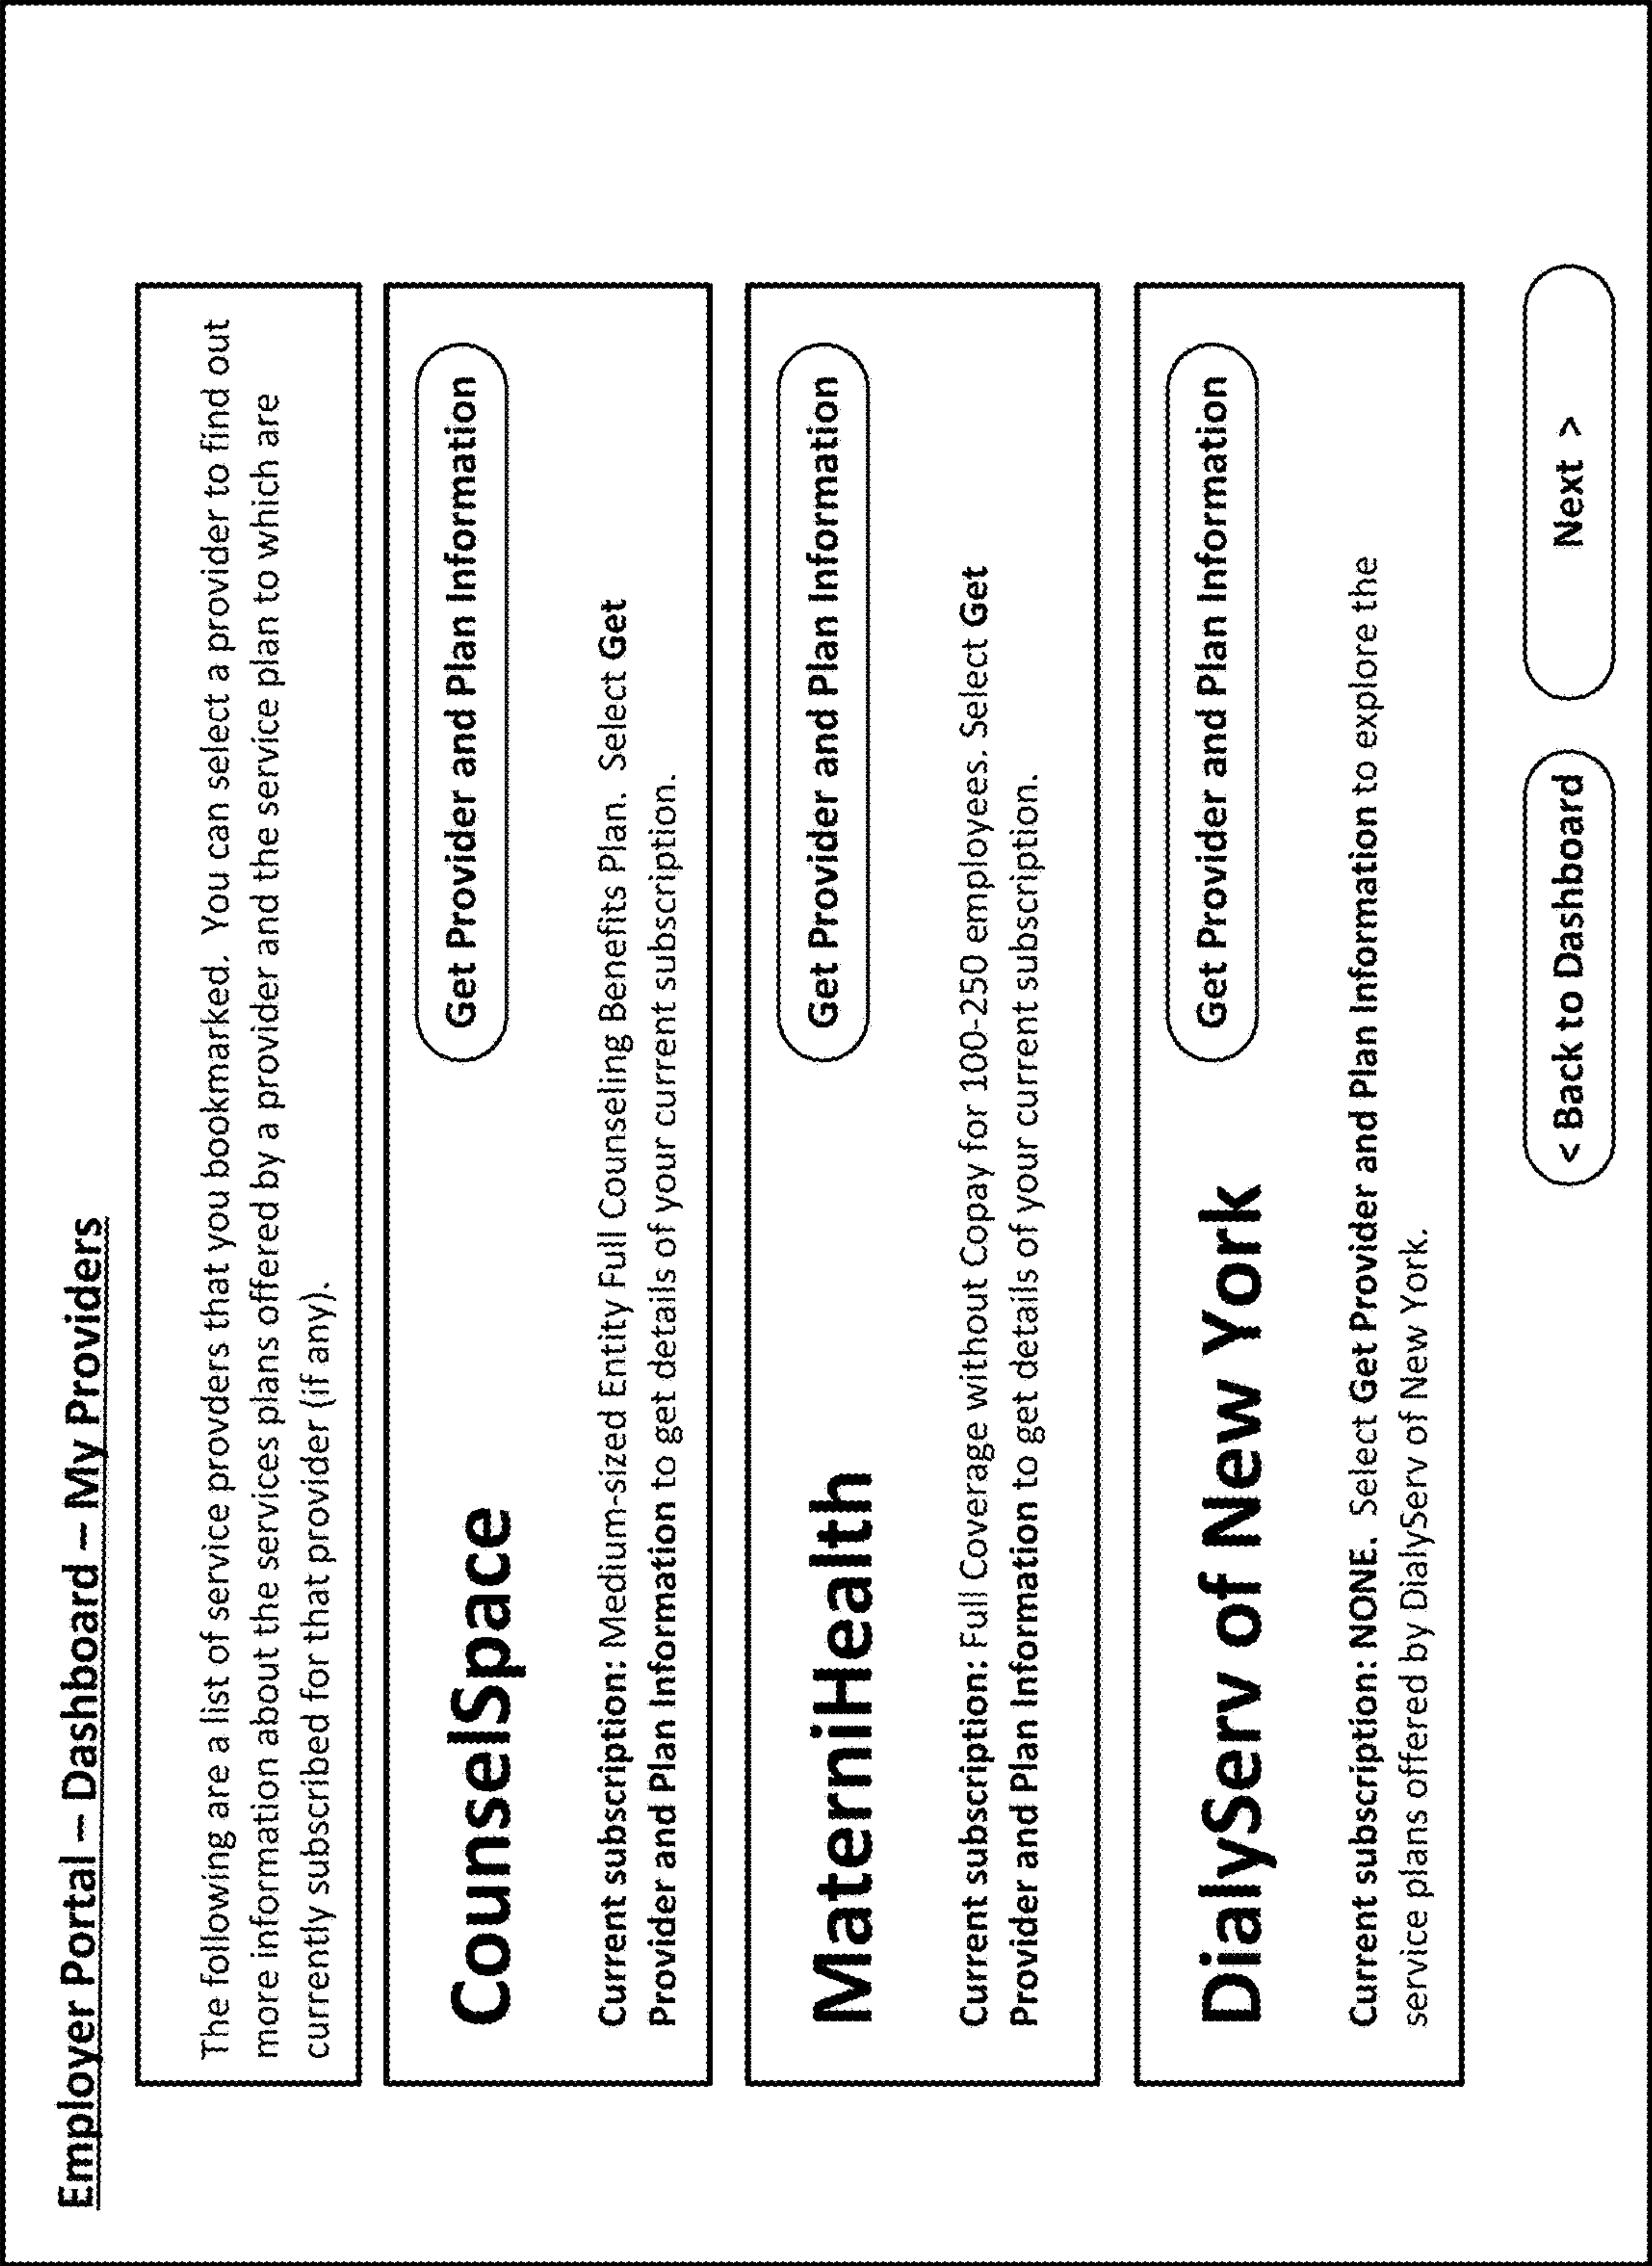 Employer Portal – Dashboard – My Providers
The following are a list of service provders that you bookmarked. You can select a provider to find out
more information about the services plans offered by a provider and the service plan to which are
currently subscribed for that provider (if any).
CounselSpace
Get Provider and Plan Information
Current subscription: Medium-sized Entity Full Counseling Benefits Plan. Select Get
Provider and Plan Information to get details of your current subscription.
MaterniHealth
Get Provider and Plan Information
Current subscription: Full Coverage without Copay for 100-250 employees. Select Get
Provider and Plan Information to get details of your current subscription.
DialyServ of New York
Get Provider and Plan Information
Current subscription: NONE. Select Get Provider and Plan Information to explore the
service plans offered by DialyServ of New York.
< Back to Dashboard
Next >